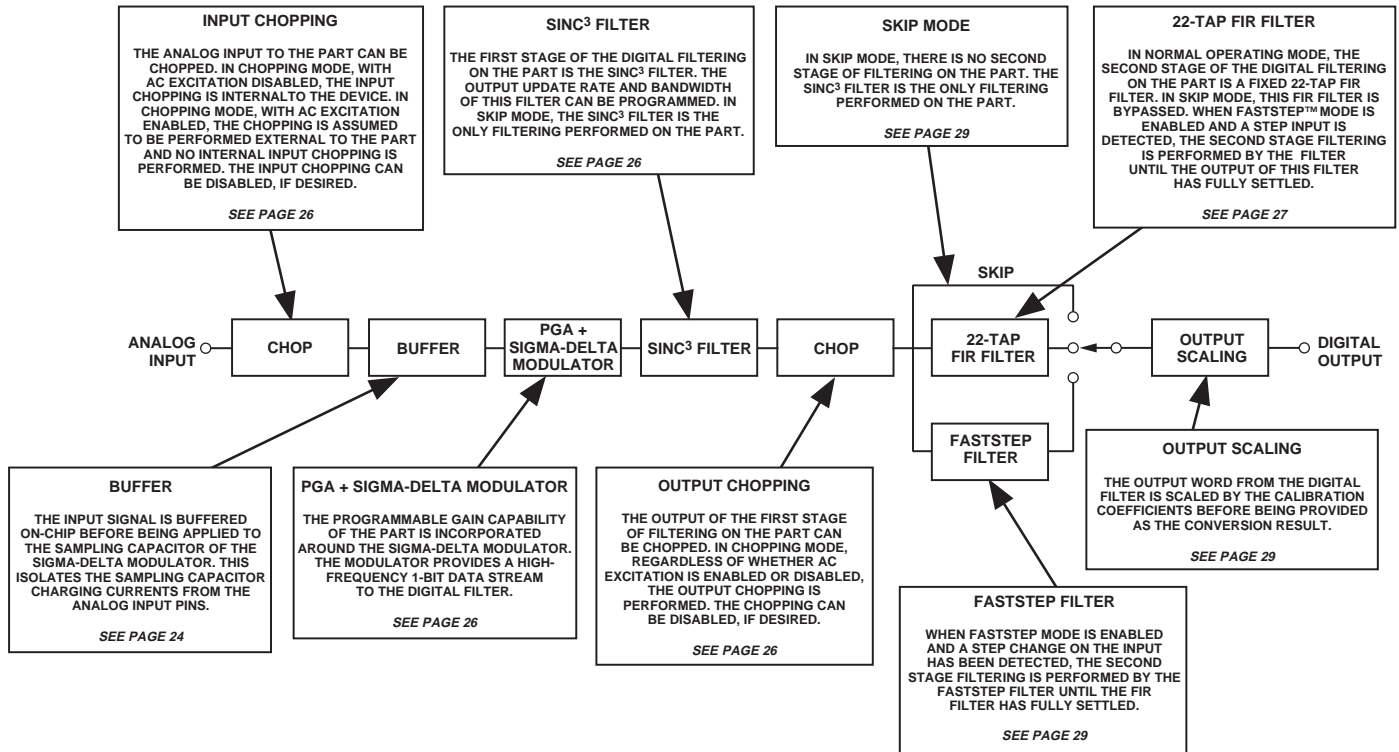 INPUT CHOPPING
THE ANALOG INPUT TO THE PART CAN BE
CHOPPED. IN CHOPPING MODE, WITH
AC EXCITATION DISABLED, THE INPUT
CHOPPING IS INTERNALTO THE DEVICE. IN
CHOPPING MODE, WITH AC EXCITATION
ENABLED, THE CHOPPING IS ASSUMED
TO BE PERFORMED EXTERNAL TO THE PART
AND NO INTERNAL INPUT CHOPPING IS
PERFORMED. THE INPUT CHOPPING CAN
BE DISABLED, IF DESIRED.
SEE PAGE 26
SINC³ FILTER
THE FIRST STAGE OF THE DIGITAL FILTERING
ON THE PART IS THE SINC³ FILTER. THE
OUTPUT UPDATE RATE AND BANDWIDTH
OF THIS FILTER CAN BE PROGRAMMED. IN
SKIP MODE, THE SINC³ FILTER IS THE
ONLY FILTERING PERFORMED ON THE PART.
SEE PAGE 26
SKIP MODE
IN SKIP MODE, THERE IS NO SECOND
STAGE OF FILTERING ON THE PART. THE
SINC³ FILTER IS THE ONLY FILTERING
PERFORMED ON THE PART.
SEE PAGE 29
22-TAP FIR FILTER
IN NORMAL OPERATING MODE, THE
SECOND STAGE OF THE DIGITAL FILTERING
ON THE PART IS A FIXED 22-TAP FIR
FILTER. IN SKIP MODE, THIS FIR FILTER IS
BYPASSED. WHEN FASTSTEP™ MODE IS
ENABLED AND A STEP INPUT IS
DETECTED, THE SECOND STAGE FILTERING
IS PERFORMED BY THE FILTER
UNTIL THE OUTPUT OF THIS FILTER
HAS FULLY SETTLED.
SEE PAGE 27
SKIP
ANALOG
INPUT
CHOP
BUFFER
PGA +
SIGMA-DELTA
MODULATOR
SINC³ FILTER
CHOP
22-TAP
FIR FILTER
OUTPUT
SCALING
DIGITAL
OUTPUT
FASTSTEP
FILTER
BUFFER
THE INPUT SIGNAL IS BUFFERED
ON-CHIP BEFORE BEING APPLIED TO
THE SAMPLING CAPACITOR OF THE
SIGMA-DELTA MODULATOR. THIS
ISOLATES THE SAMPLING CAPACITOR
CHARGING CURRENTS FROM THE
ANALOG INPUT PINS.
SEE PAGE 24
PGA + SIGMA-DELTA MODULATOR
THE PROGRAMMABLE GAIN CAPABILITY
OF THE PART IS INCORPORATED
AROUND THE SIGMA-DELTA MODULATOR.
THE MODULATOR PROVIDES A HIGH-
FREQUENCY 1-BIT DATA STREAM
TO THE DIGITAL FILTER.
SEE PAGE 26
OUTPUT CHOPPING
THE OUTPUT OF THE FIRST STAGE
OF FILTERING ON THE PART CAN
BE CHOPPED. IN CHOPPING MODE,
REGARDLESS OF WHETHER AC
EXCITATION IS ENABLED OR DISABLED,
THE OUTPUT CHOPPING IS
PERFORMED. THE CHOPPING CAN
BE DISABLED, IF DESIRED.
SEE PAGE 26
OUTPUT SCALING
THE OUTPUT WORD FROM THE DIGITAL
FILTER IS SCALED BY THE CALIBRATION
COEFFICIENTS BEFORE BEING PROVIDED
AS THE CONVERSION RESULT.
SEE PAGE 29
FASTSTEP FILTER
WHEN FASTSTEP MODE IS ENABLED
AND A STEP CHANGE ON THE INPUT
HAS BEEN DETECTED, THE SECOND
STAGE FILTERING IS PERFORMED BY THE
FASTSTEP FILTER UNTIL THE FIR
FILTER HAS FULLY SETTLED.
SEE PAGE 29